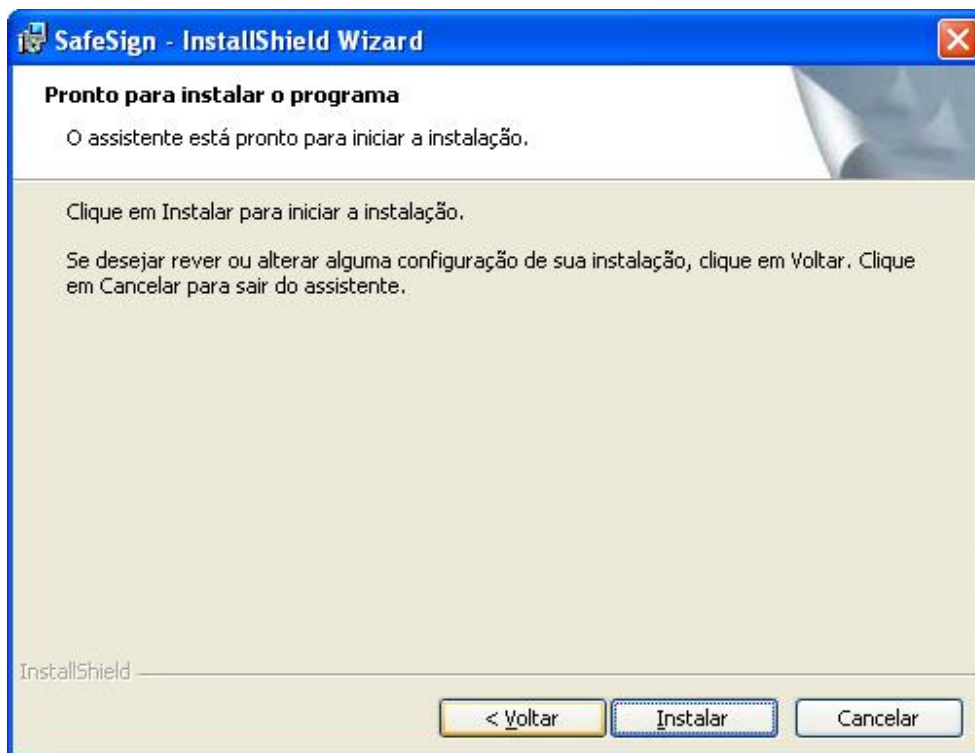 SafeSign - InstallShield Wizard
Pronto para instalar o programa
O assistente está pronto para iniciar a instalação.
Clique em Instalar para iniciar a instalação.
Se desejar rever ou alterar alguma configuração de sua instalação, clique em Voltar. Clique
em Cancelar para sair do assistente.
InstallShield
< Voltar
Instalar
Cancelar